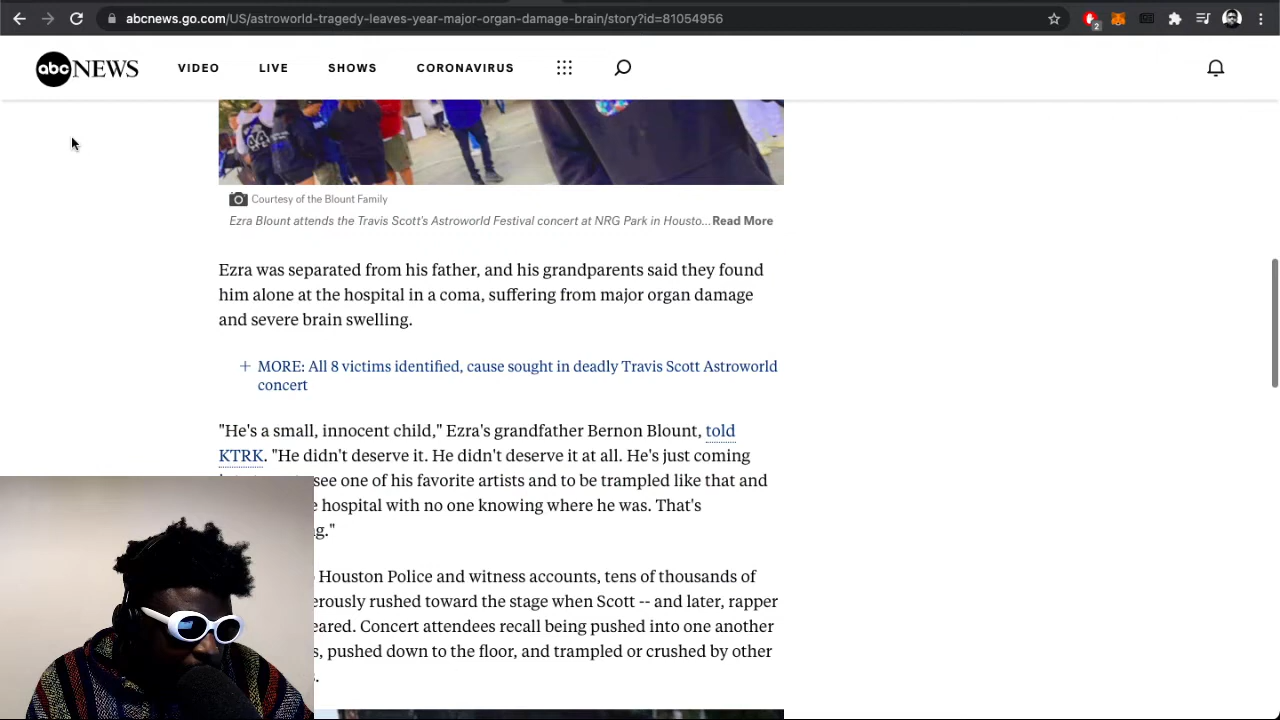 abcnews.go.com/US/astroworld-tragedy-leaves-year-major-organ-damage-brain/story?id=81054956
2
abc NEWS VIDEO LIVE SHOWS CORONAVIRUS
Courtesy of the Blount Family
Ezra Blount attends the Travis Scott's Astroworld Festival concert at NRG Park in Housto...Read More
Ezra was separated from his father, and his grandparents said they found
him alone at the hospital in a coma, suffering from major organ damage
and severe brain swelling.
+ MORE: All 8 victims identified, cause sought in deadly Travis Scott Astroworld
concert
"He's a small, innocent child," Ezra's grandfather Bernon Blount, told
KTRK. "He didn't deserve it. He didn't deserve it at all. He's just coming
see one of his favorite artists and to be trampled like that and
hospital with no one knowing where he was. That's
g."
Houston Police and witness accounts, tens of thousands of
erously rushed toward the stage when Scott -- and later, rapper
eared. Concert attendees recall being pushed into one another
s, pushed down to the floor, and trampled or crushed by other